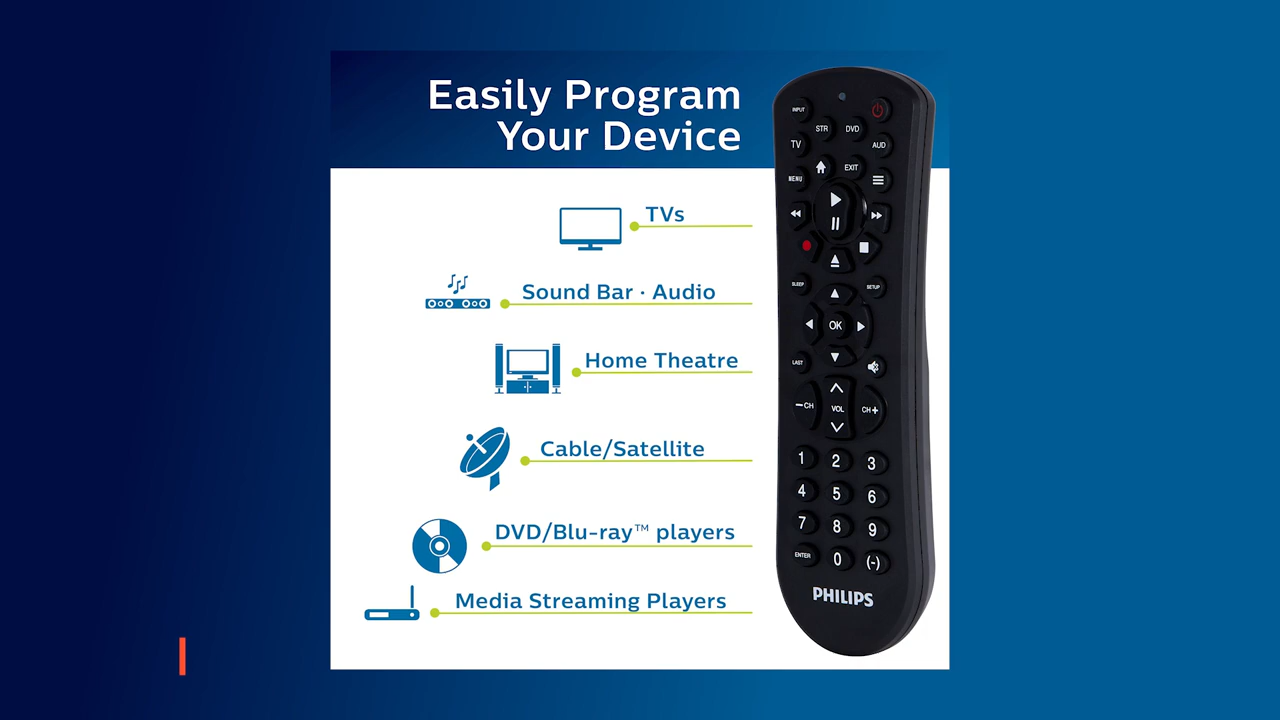 Easily Program
Your Device
TVs
Sound Bar · Audio
Home Theatre
Cable/Satellite
DVD/Blu-ray™ players
Media Streaming Players
INPUT
STR DVD
TV AUD
EXIT
MENU
SLEEP SETUP
OK
LAST
−CH VOL CH+
1 2 3
4 5 6
7 8 9
ENTER 0 (-)
PHILIPS